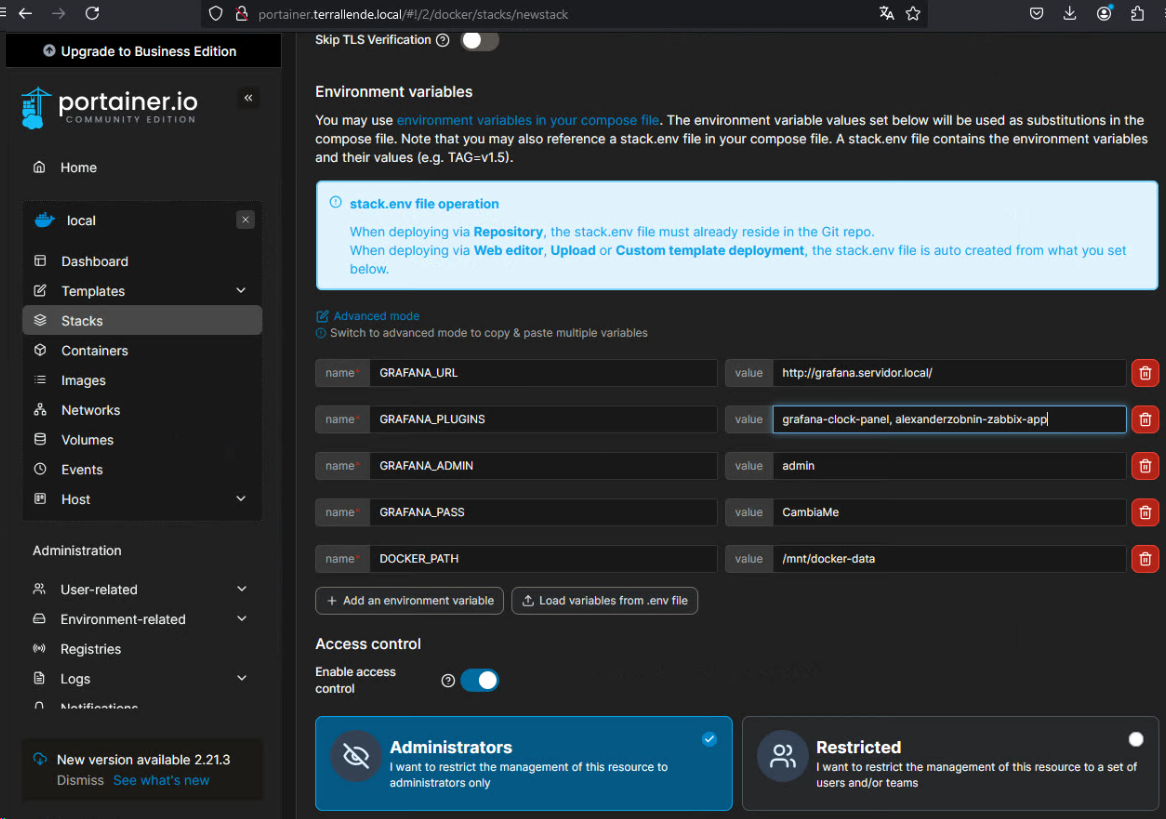 portainer.terrallende.local/#!/2/docker/stacks/newstack
Upgrade to Business Edition
portainer.io
COMMUNITY EDITION
Home
local
Dashboard
Templates
Stacks
Containers
Images
Networks
Volumes
Events
Host
Administration
User-related
Environment-related
Registries
Logs
Notifications
New version available 2.21.3
Dismiss See what's new
Skip TLS Verification
Environment variables
You may use environment variables in your compose file. The environment variable values set below will be used as substitutions in the
compose file. Note that you may also reference a stack.env file in your compose file. A stack.env file contains the environment variables
and their values (e.g. TAG=v1.5).
stack.env file operation
When deploying via Repository, the stack.env file must already reside in the Git repo.
When deploying via Web editor, Upload or Custom template deployment, the stack.env file is auto created from what you set
below.
Advanced mode
Switch to advanced mode to copy & paste multiple variables
name* GRAFANA_URL value http://grafana.servidor.local/
name* GRAFANA_PLUGINS value grafana-clock-panel, alexanderzobnin-zabbix-app
name* GRAFANA_ADMIN value admin
name* GRAFANA_PASS value CambiaMe
name* DOCKER_PATH value /mnt/docker-data
+ Add an environment variable Load variables from .env file
Access control
Enable access
control
Administrators
I want to restrict the management of this resource to
administrators only
Restricted
I want to restrict the management of this resource to a set of
users and/or teams